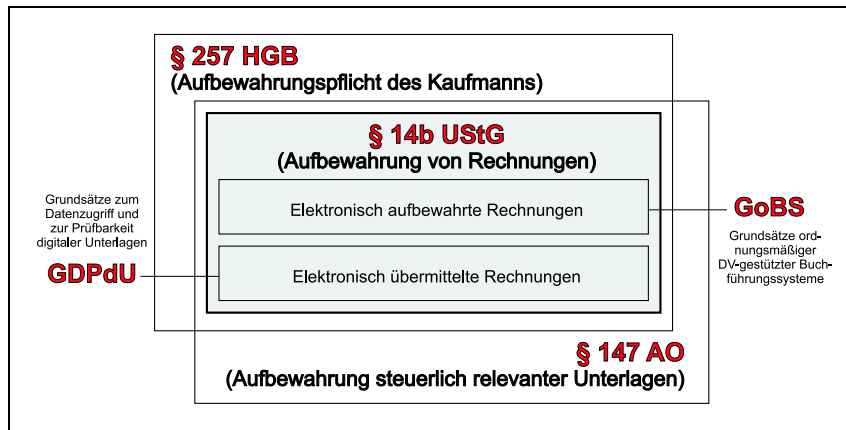 § 257 HGB
(Aufbewahrungspflicht des Kaufmanns)
§ 14b UStG
(Aufbewahrung von Rechnungen)
Elektronisch aufbewahrte Rechnungen
Elektronisch übermittelte Rechnungen
Grundsätze zum
Datenzugriff und
zur Prüfbarkeit
digitaler Unterlagen
GDPdU
GoBS
Grundsätze ord-
nungsmäßiger
DV-gestützter Buch-
führungssysteme
§ 147 AO
(Aufbewahrung steuerlich relevanter Unterlagen)